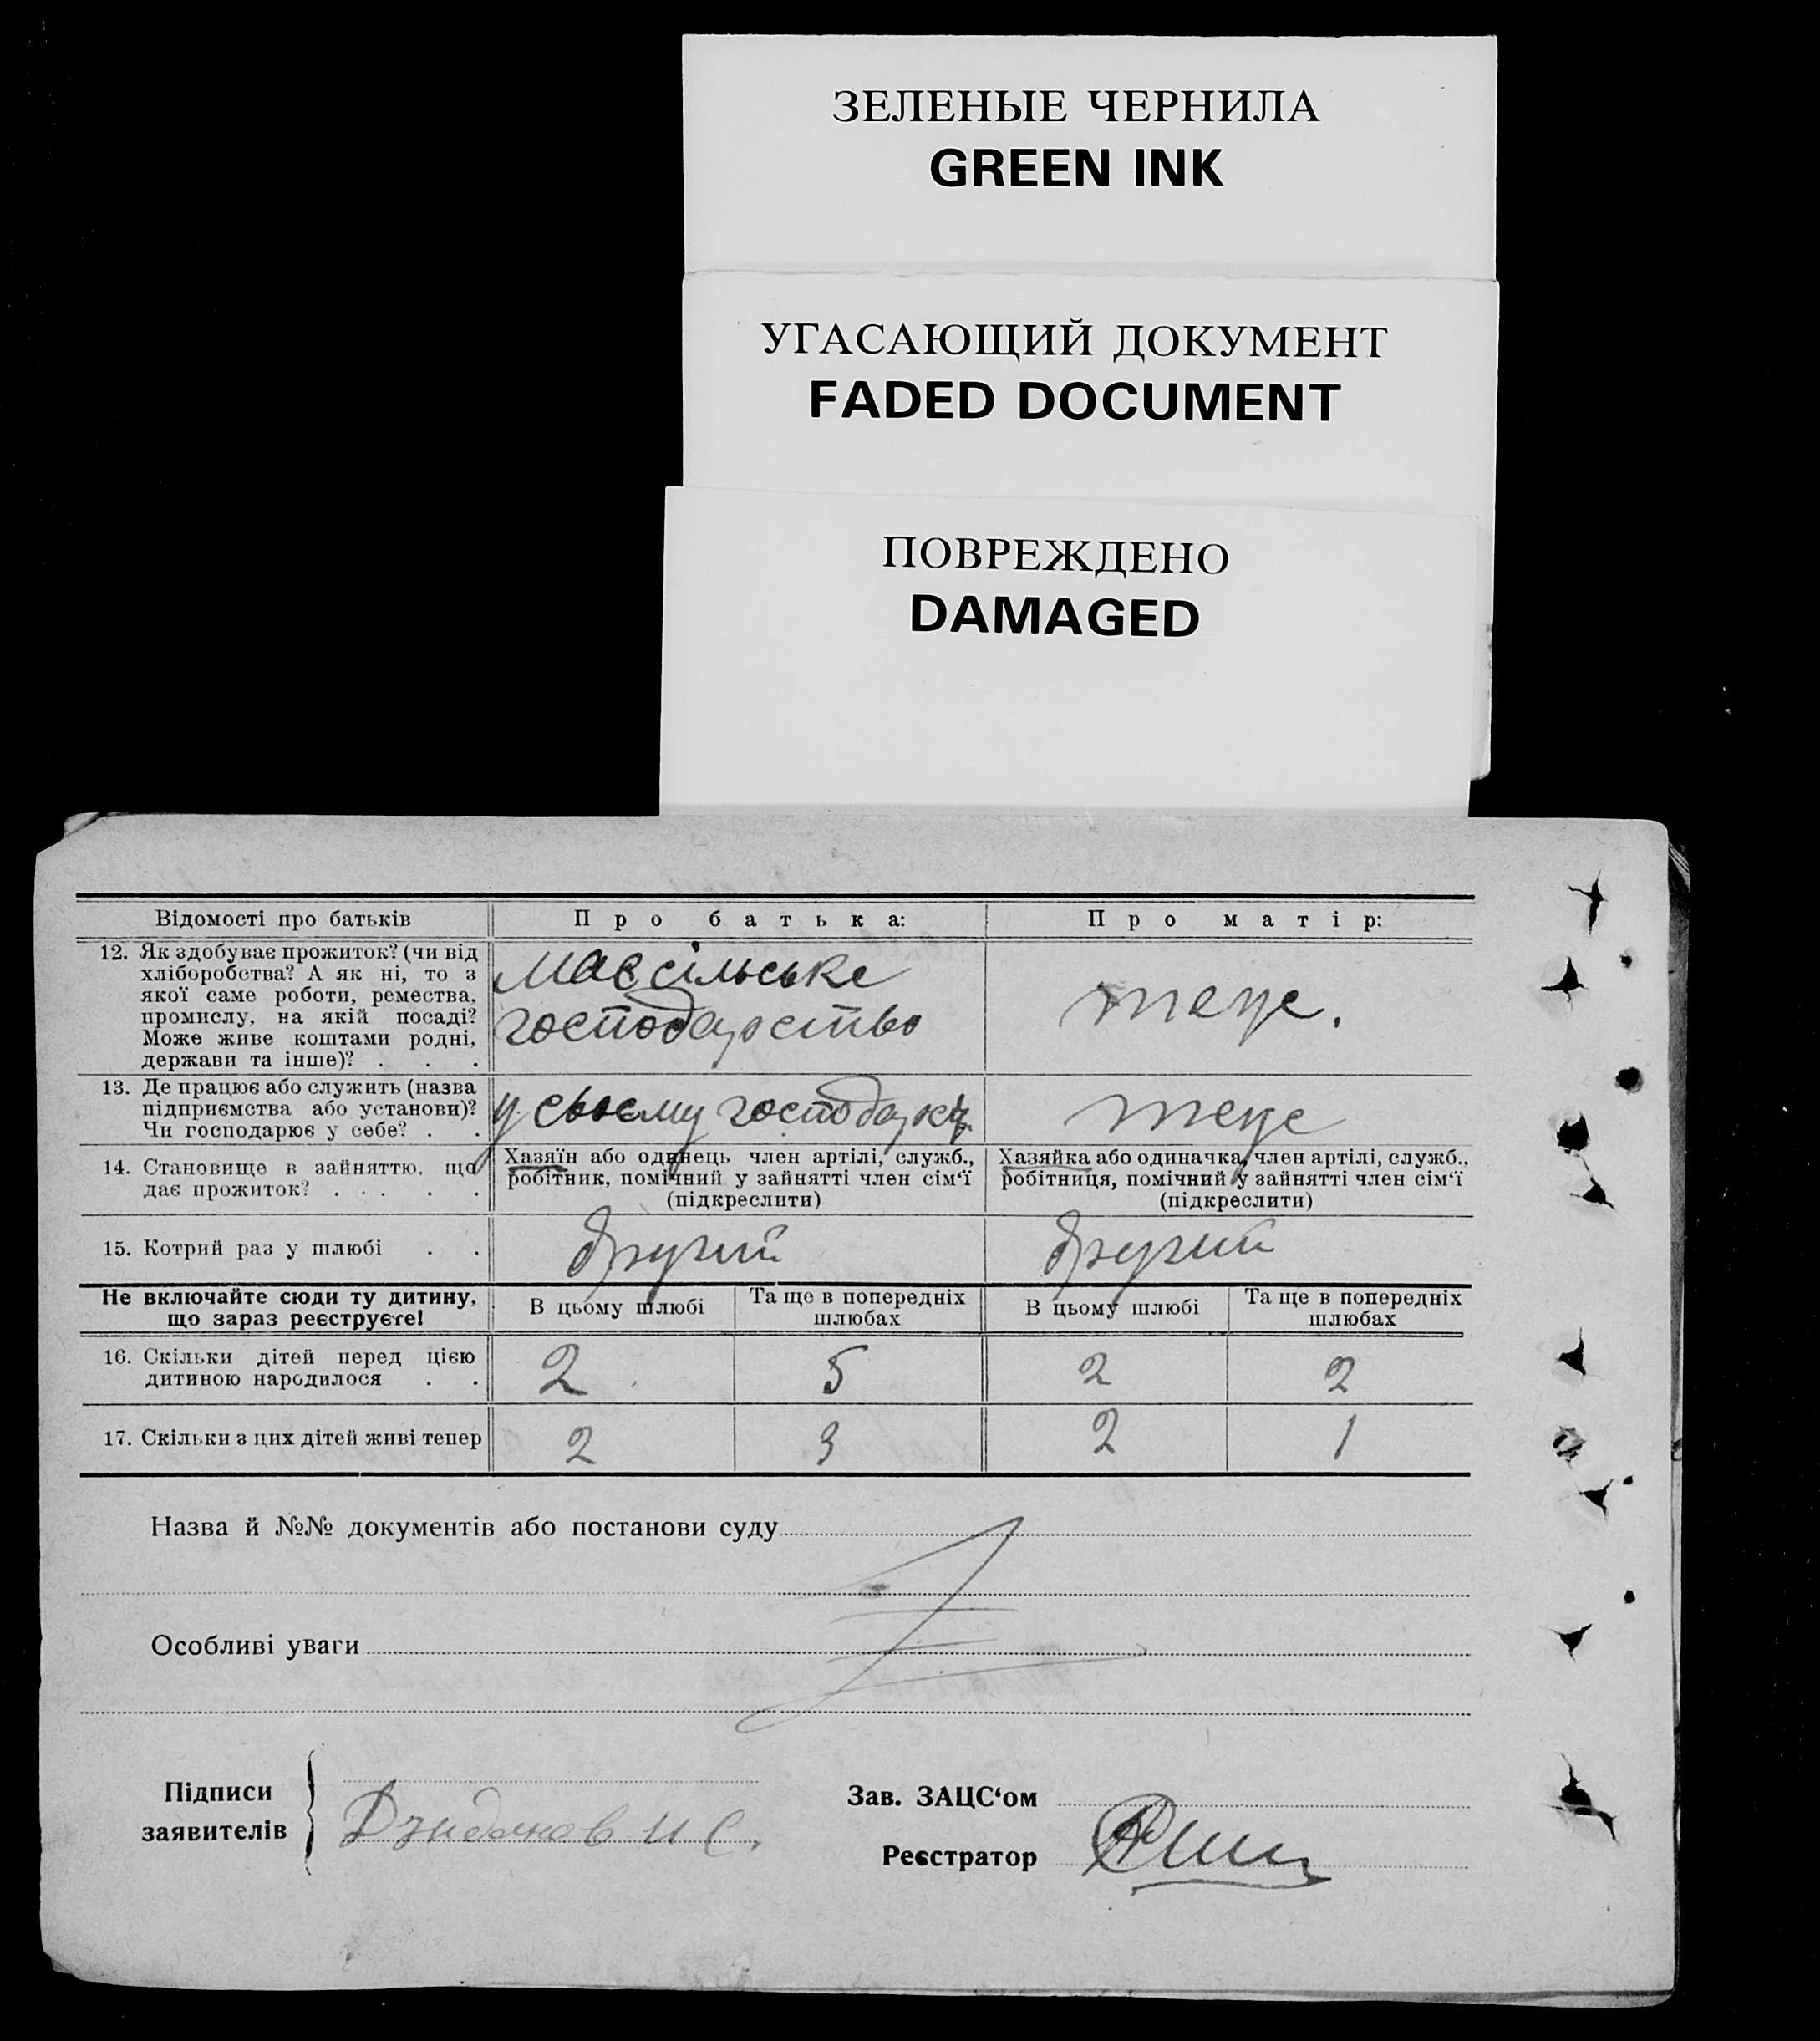 ЗЕЛЕНЫЕ ЧЕРНИЛА
GREEN INK
УГАСАЮЩИЙ ДОКУМЕНТ
FADED DOCUMENT
ПОВРЕЖДЕНО
DAMAGED
Відомості про батьків Про батька: Про матір:
12. Як здобуває прожиток? (чи від
хліборобства? А як ні, то з
якої саме роботи, ремества,
промислу, на якій посаді?
Може живе коштами родні,
держави та інше)? . . .
має сільське
господарство
теж.
13. Де працює або служить (назва
підприємства або установи)?
Чи господарює у себе? . .
у своєму господарст.
теж
14. Становище в зайняттю, що
дає прожиток? . . . . .
Хазяїн або одинець член артілі, служб.,
робітник, помічний у зайнятті член сім‘ї
(підкреслити)
Хазяйка або одиначка, член артілі, служб.,
робітниця, помічний у зайнятті член сім‘ї
(підкреслити)
15. Котрий раз у шлюбі . . другий другий
Не включайте сюди ту дитину,
що зараз реєструєте!
В цьому шлюбі
Та ще в попередніх
шлюбах
В цьому шлюбі
Та ще в попередніх
шлюбах
16. Скільки дітей перед цією
дитиною народилося . .
2 5 2 2
17. Скільки з цих дітей живі тепер 2 3 2 1
Назва й №№ документів або постанови суду
Особливі уваги
Підписи
заявителів
И С.
Зав. ЗАЦС‘ом
Реєстратор